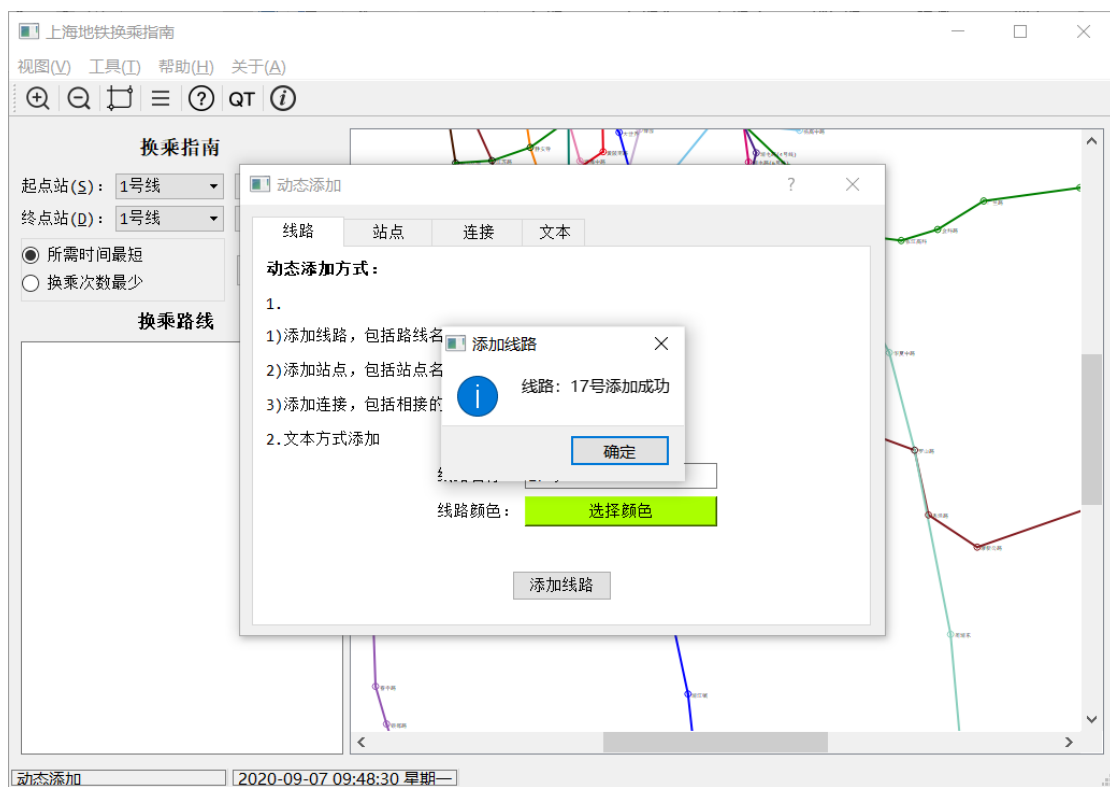 上海地铁换乘指南
视图(V) 工具(T) 帮助(H) 关于(A)
QT
换乘指南
起点站(S): 1号线
终点站(D): 1号线
所需时间最短
换乘次数最少
换乘路线
动态添加
线路 站点 连接 文本
动态添加方式:
1.
1)添加线路，包括路线名
2)添加站点，包括站点名
3)添加连接，包括相接的
2.文本方式添加
添加线路
线路: 17号添加成功
确定
线路颜色: 选择颜色
添加线路
动态添加 2020-09-07 09:48:30 星期一